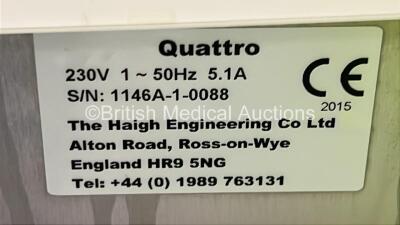 Quattro
230V 1 ~ 50Hz 5.1A
S/N: 1146A-1-0088
CE
2015
© British Medical Auctions
The Haigh Engineering Co Ltd
Alton Road, Ross-on-Wye
England HR9 5NG
Tel: +44 (0) 1989 763131